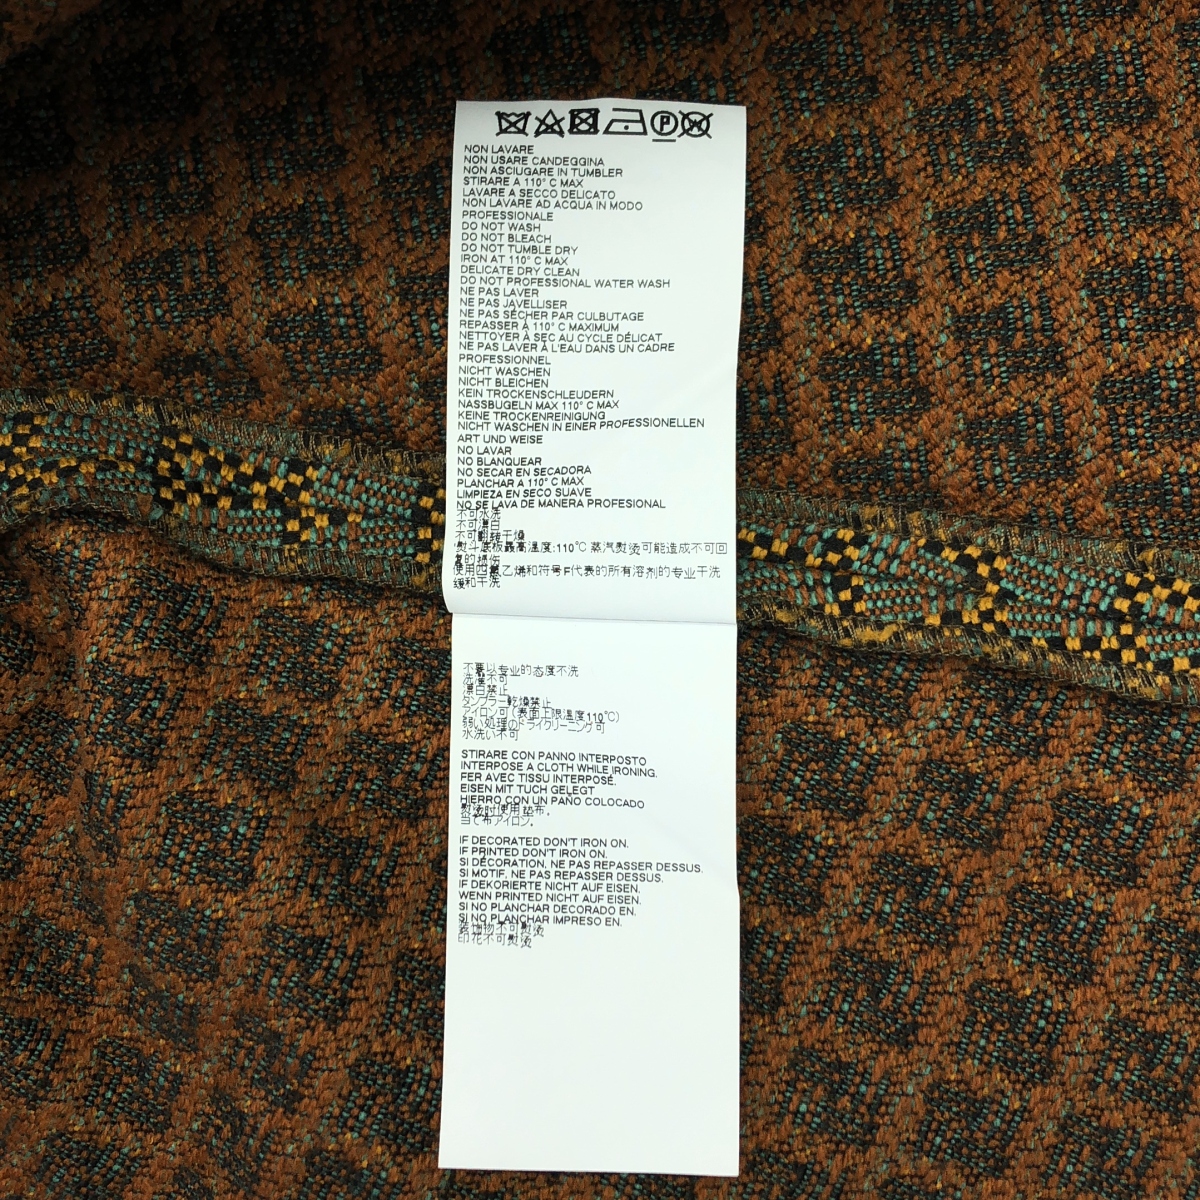 NON LAVARE
NON USARE CANDEGGINA
NON ASCIUGARE IN TUMBLER
STIRARE A 110° C MAX
LAVARE A SECCO DELICATO
NON LAVARE AD ACQUA IN MODO
PROFESSIONALE
DO NOT WASH
DO NOT BLEACH
DO NOT TUMBLE DRY
IRON AT 110° C MAX
DELICATE DRY CLEAN
DO NOT PROFESSIONAL WATER WASH
NE PAS LAVER
NE PAS JAVELLISER
NE PAS SÉCHER PAR CULBUTAGE
REPASSER À 110° C MAXIMUM
NETTOYER À SEC AU CYCLE DÉLICAT
NE PAS LAVER À L'EAU DANS UN CADRE
PROFESSIONNEL
NICHT WASCHEN
NICHT BLEICHEN
KEIN TROCKENSCHLEUDERN
NASSBUGELN MAX 110° C MAX
KEINE TROCKENREINIGUNG
NICHT WASCHEN IN EINER PROFESSIONELLEN
ART UND WEISE
NO LAVAR
NO BLANQUEAR
NO SECAR EN SECADORA
PLANCHAR A 110° C MAX
LIMPIEZA EN SECO SUAVE
NO SE LAVA DE MANERA PROFESIONAL
不可水洗
不可漂白
不可翻转干燥
熨斗底板最高温度:110°C 蒸汽熨烫可能造成不可回
复的损伤
使用四氯乙烯和符号F代表的所有溶剂的专业干洗
缓和干洗
不要以专业的态度不洗
洗濯不可
漂白禁止
タンブラー乾燥禁止
アイロン可 (表面上限温度110°C)
弱い処理のドライクリーニング可
水洗い不可
STIRARE CON PANNO INTERPOSTO
INTERPOSE A CLOTH WHILE IRONING.
FER AVEC TISSU INTERPOSÉ.
EISEN MIT TUCH GELEGT
HIERRO CON UN PAÑO COLOCADO
熨烫时使用垫布。
当て布アイロン。
IF DECORATED DON'T IRON ON.
IF PRINTED DON'T IRON ON.
SI DÉCORATION, NE PAS REPASSER DESSUS.
SI MOTIF, NE PAS REPASSER DESSUS.
IF DEKORIERTE NICHT AUF EISEN.
WENN PRINTED NICHT AUF EISEN.
SI NO PLANCHAR DECORADO EN.
SI NO PLANCHAR IMPRESO EN.
装饰物不可熨烫
印花不可熨烫